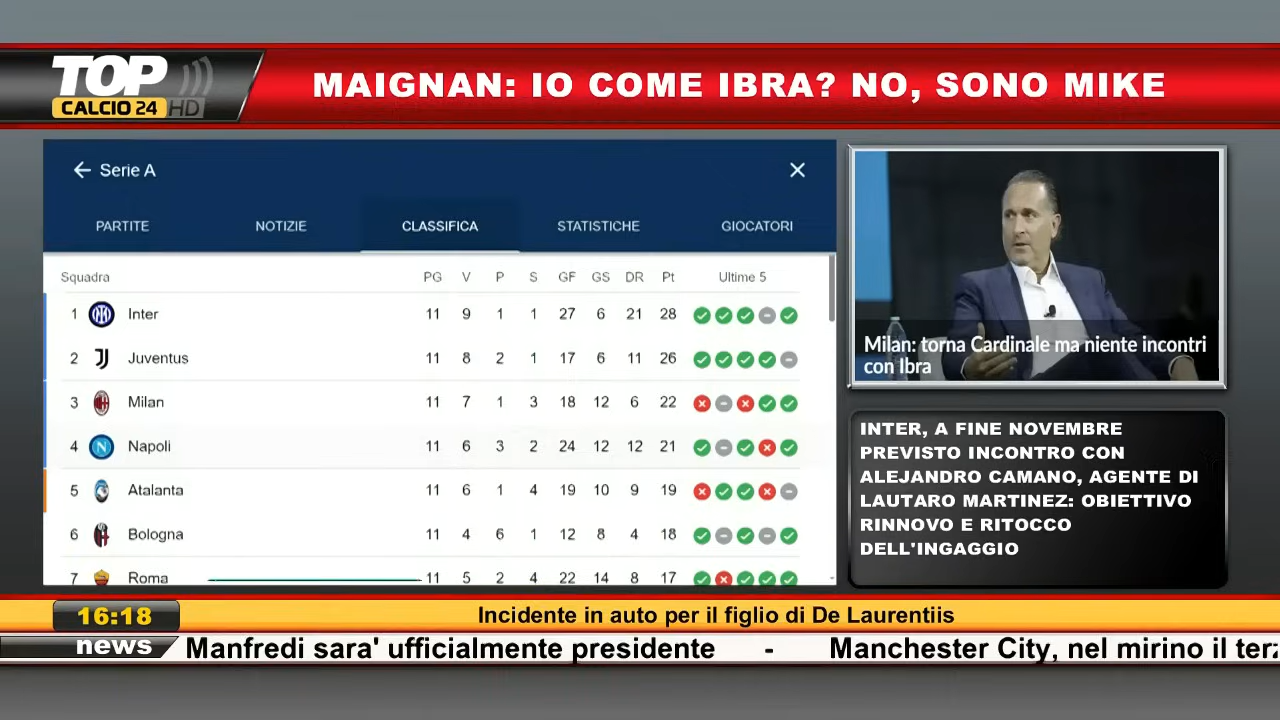 TOP
CALCIO 24 HD
MAIGNAN: IO COME IBRA? NO, SONO MIKE
Serie A
PARTITE NOTIZIE CLASSIFICA STATISTICHE GIOCATORI
Squadra PG V P S GF GS DR Pt Ultime 5
1 Inter 11 9 1 1 27 6 21 28
2 Juventus 11 8 2 1 17 6 11 26
3 Milan 11 7 1 3 18 12 6 22
4 Napoli 11 6 3 2 24 12 12 21
5 Atalanta 11 6 1 4 19 10 9 19
6 Bologna 11 4 6 1 12 8 4 18
7 Roma 11 5 2 4 22 14 8 17
Milan: torna Cardinale ma niente incontri
con Ibra
INTER, A FINE NOVEMBRE
PREVISTO INCONTRO CON
ALEJANDRO CAMANO, AGENTE DI
LAUTARO MARTINEZ: OBIETTIVO
RINNOVO E RITOCCO
DELL'INGAGGIO
16:18
Incidente in auto per il figlio di De Laurentiis
news
Manfredi sara' ufficialmente presidente - Manchester City, nel mirino il terz